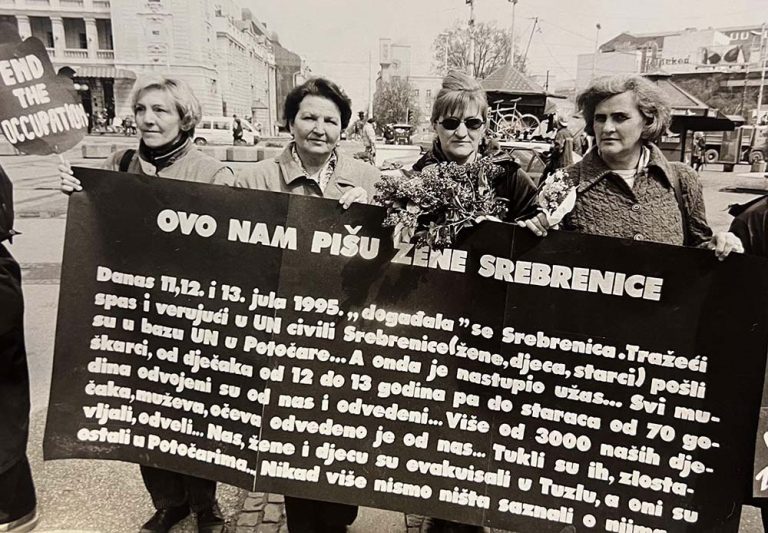 END
THE
OCCUPATION
OVO NAM PIŠU ŽENE SREBRENICE
Danas 11,12. i 13. jula 1995. „događala” se Srebrenica. Tražeći
spas i verujući u UN civili Srebrenice (žene, djeca, starci) pošli
su u bazu UN u Potočare... A onda je nastupio užas... Svi mu-
škarci, od dječaka od 12 do 13 godina pa do staraca od 70 go-
dina odvojeni su od nas i odvedeni... Više od 3000 naših dje-
čaka, muževa, očeva odvedeno je od nas... Tukli su ih, zlosta-
vljali, odveli... Nas, žene i djecu su ovakuisali u Tuzlu, a oni su
ostali u Potočarima... Nikad više nismo ništa saznali o njima